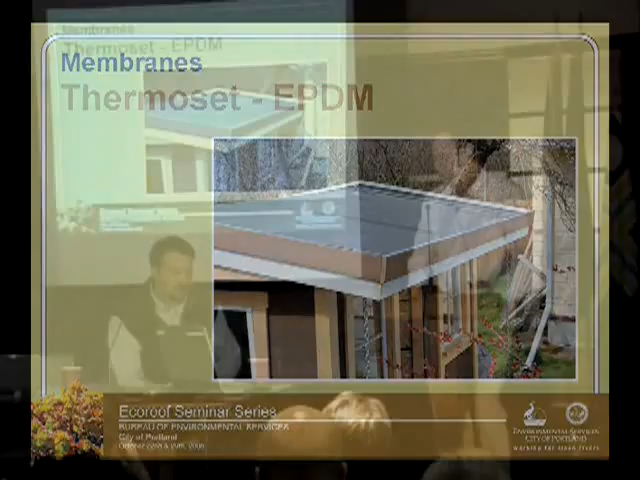 Membranes
Thermoset - EPDM
Membranes
Thermoset - EPDM
Ecoroof Seminar Series
BUREAU OF ENVIRONMENTAL SERVICES
City of Portland
ENVIRONMENTAL SERVICES
CITY OF PORTLAND
working for clean rivers